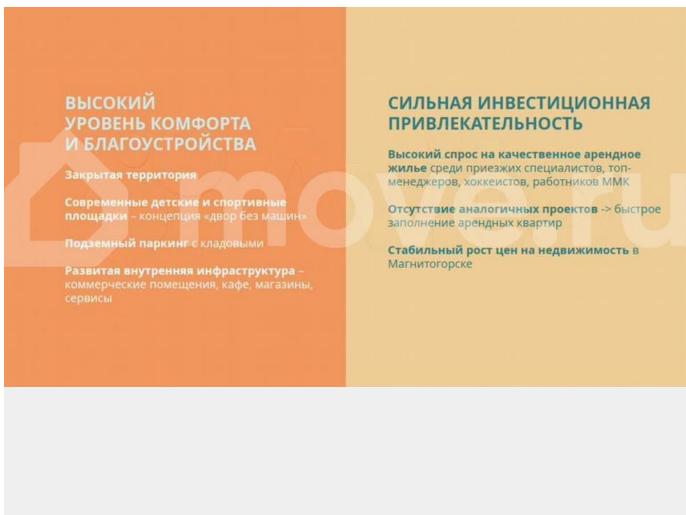 ВЫСОКИЙ
УРОВЕНЬ КОМФОРТА
И БЛАГОУСТРОЙСТВА
Закрытая территория
Современные детские и спортивные
площадки – концепция «двор без машин»
Подземный паркинг с кладовыми
Развитая внутренняя инфраструктура –
коммерческие помещения, кафе, магазины,
сервисы
СИЛЬНАЯ ИНВЕСТИЦИОННАЯ
ПРИВЛЕКАТЕЛЬНОСТЬ
Высокий спрос на качественное арендное
жилье среди приезжих специалистов, топ-
менеджеров, хоккеистов, работников ММК
Отсутствие аналогичных проектов -> быстрое
заполнение арендных квартир
Стабильный рост цен на недвижимость в
Магнитогорске
move.ru